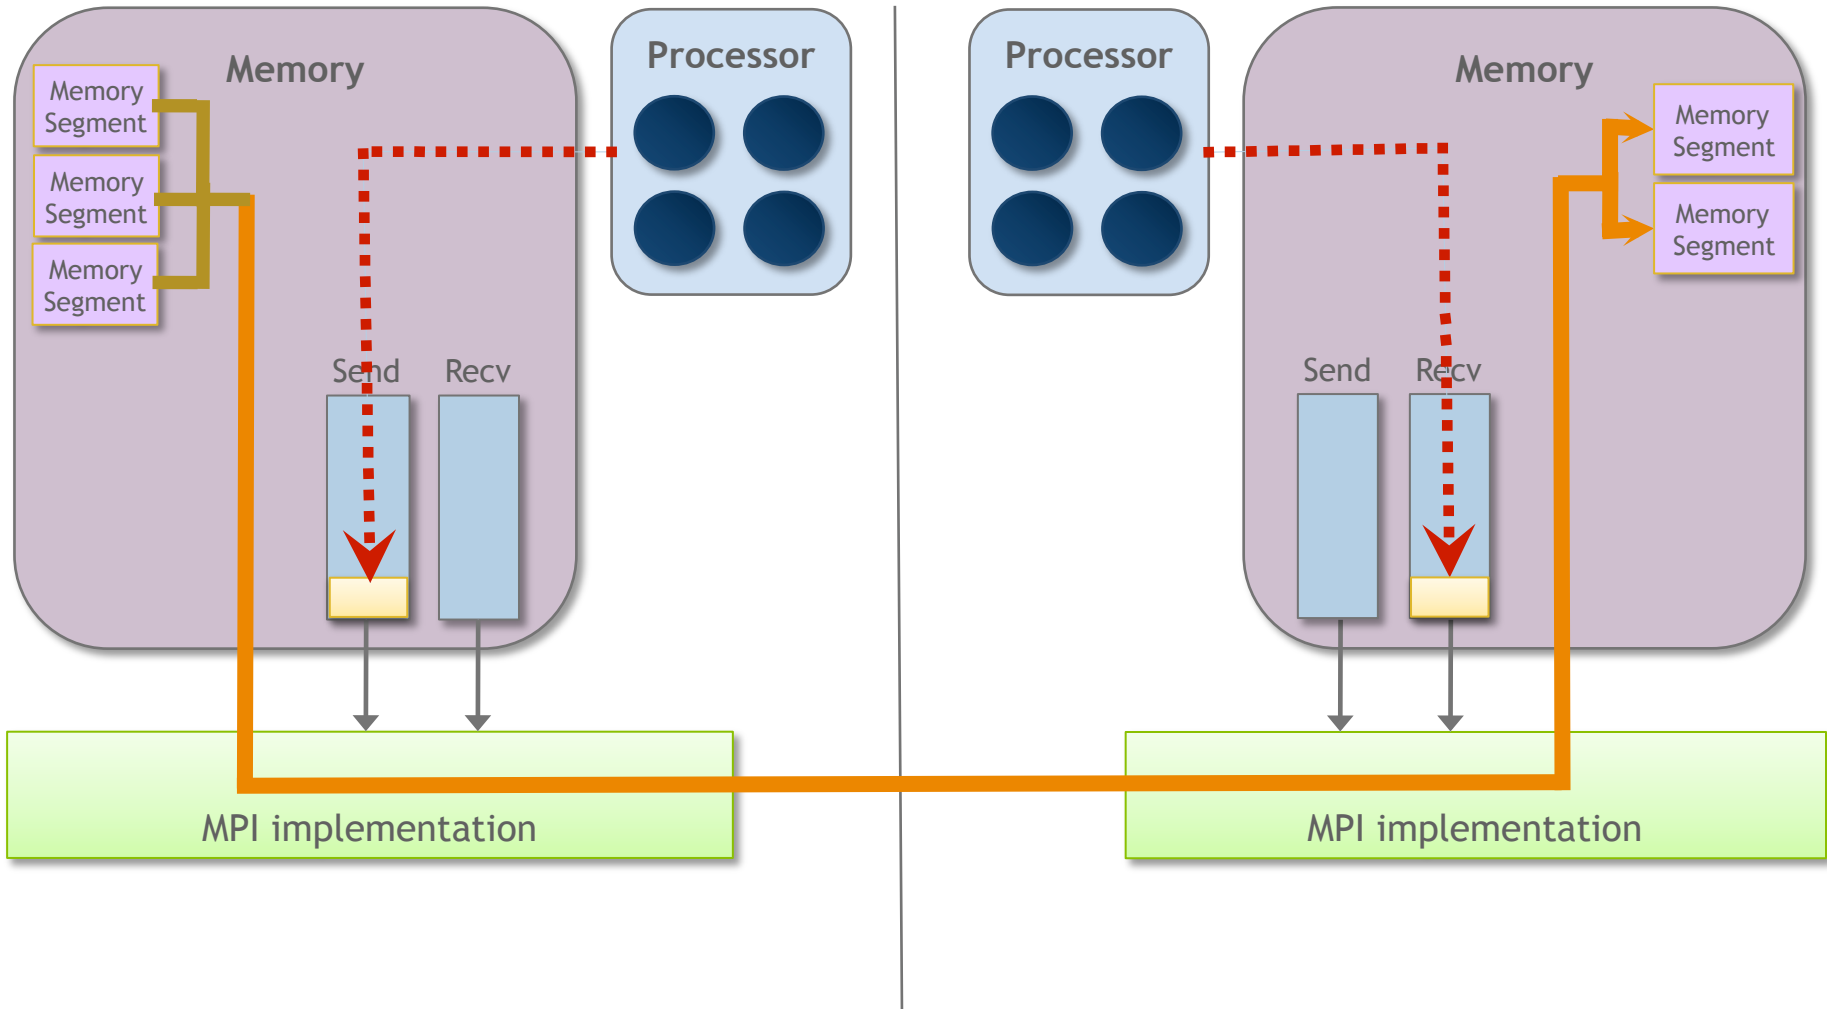 Memory
Processor
Memory
Segment
Memory
Segment
Memory
Segment
Send
Recv
MPI implementation
Processor
Memory
Memory
Segment
Memory
Segment
Send
Recv
MPI implementation